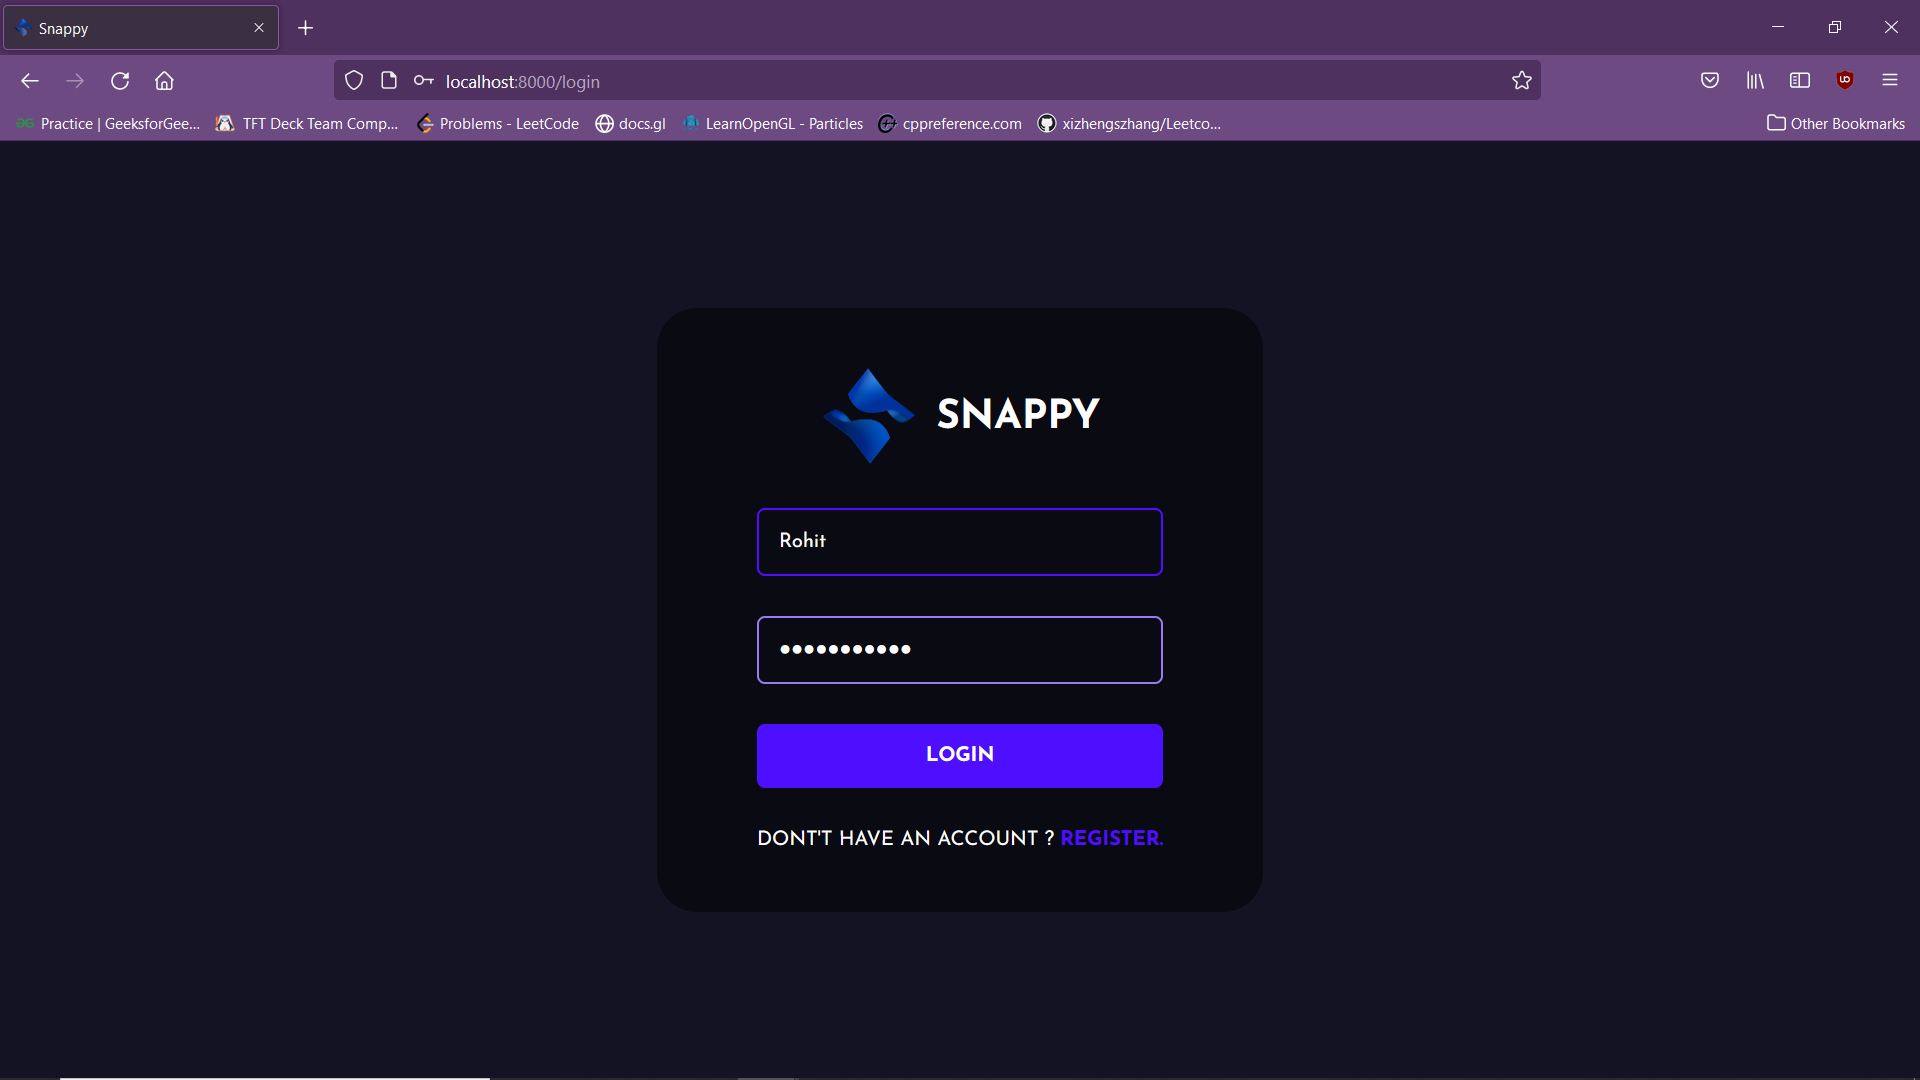 Snappy
localhost:8000/login
Practice | GeeksforGee... TFT Deck Team Comp... Problems - LeetCode docs.gl LearnOpenGL - Particles cppreference.com xizhengszhang/Leetco... Other Bookmarks
SNAPPY
Rohit
●●●●●●●●●●●
LOGIN
DONT'T HAVE AN ACCOUNT ? REGISTER.